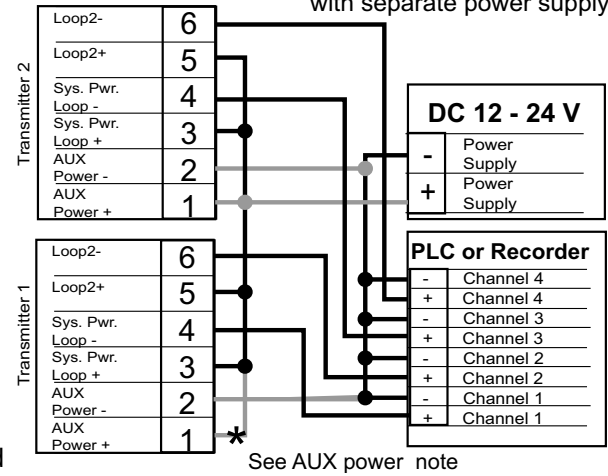 with separate power supply
Transmitter 2
Loop2- 6
Loop2+ 5
Sys. Pwr.
Loop - 4
Sys. Pwr.
Loop + 3
AUX
Power - 2
AUX
Power + 1
DC 12 - 24 V
- Power
Supply
+ Power
Supply
Transmitter 1
Loop2- 6
Loop2+ 5
Sys. Pwr.
Loop - 4
Sys. Pwr.
Loop + 3
AUX
Power - 2
AUX
Power + 1 *
PLC or Recorder
- Channel 4
+ Channel 4
- Channel 3
+ Channel 3
- Channel 2
+ Channel 2
- Channel 1
+ Channel 1
See AUX power note